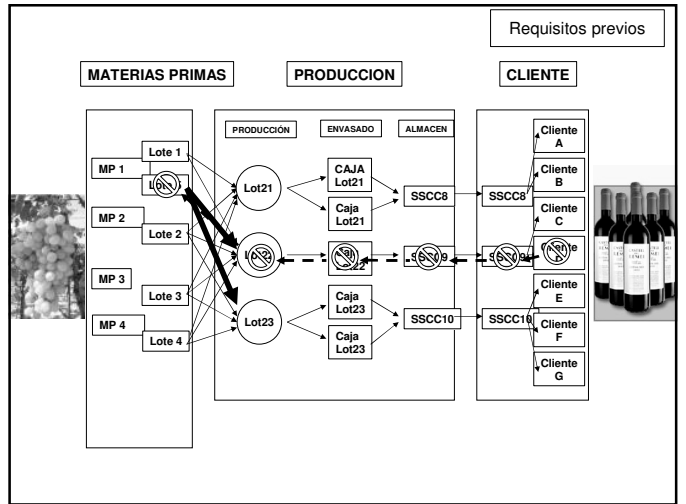 Requisitos previos
MATERIAS PRIMAS
PRODUCCION
CLIENTE
PRODUCCIÓN
ENVASADO
ALMACEN
MP 1
MP 2
MP 3
MP 4
Lote 1
Lote 2
Lote 3
Lote 4
Lot21
Lot23
CAJA
Lot21
Caja
Lot21
Caja
Lot23
Caja
Lot23
SSCC8
SSCC10
SSCC8
SSCC10
Cliente
A
Cliente
B
Cliente
C
Cliente
E
Cliente
F
Cliente
G